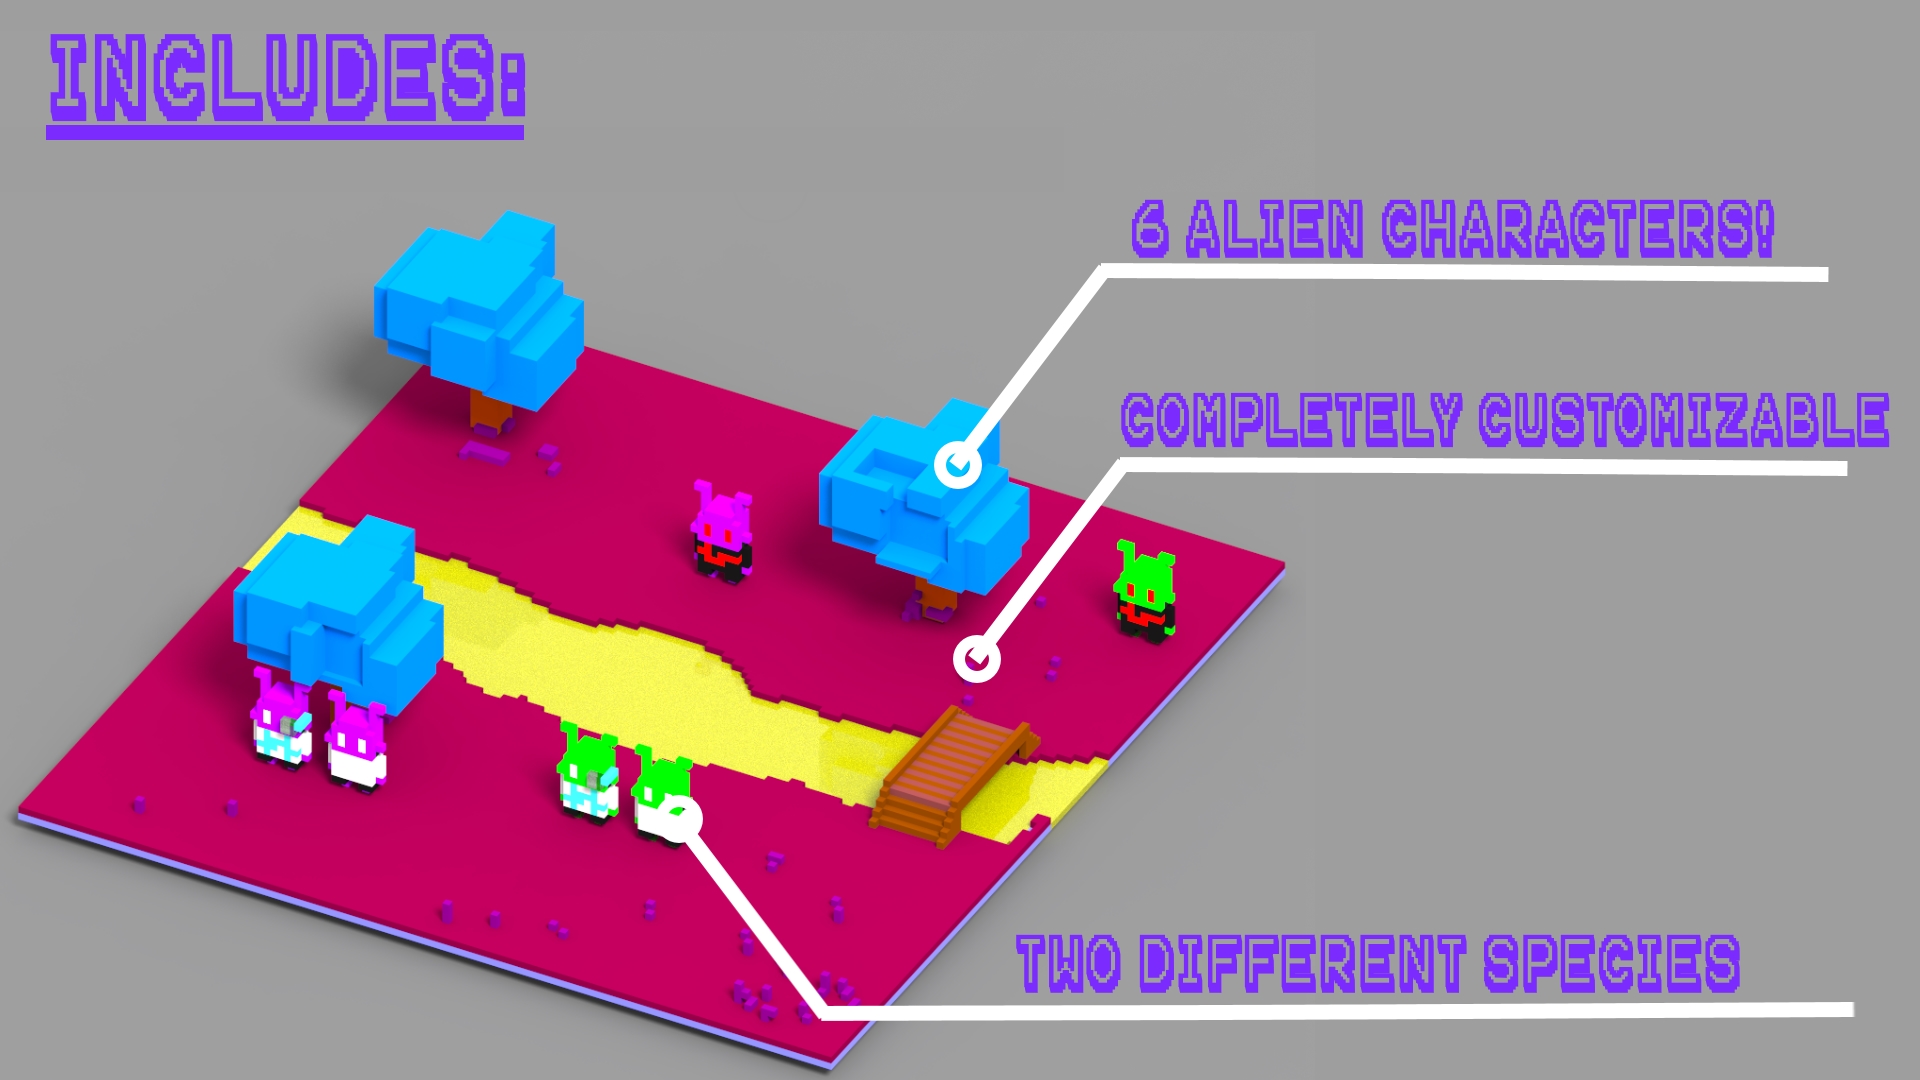 INCLUDES:
6 ALIEN CHARACTERS!
COMPLETELY CUSTOMIZABLE
TWO DIFFERENT SPECIES